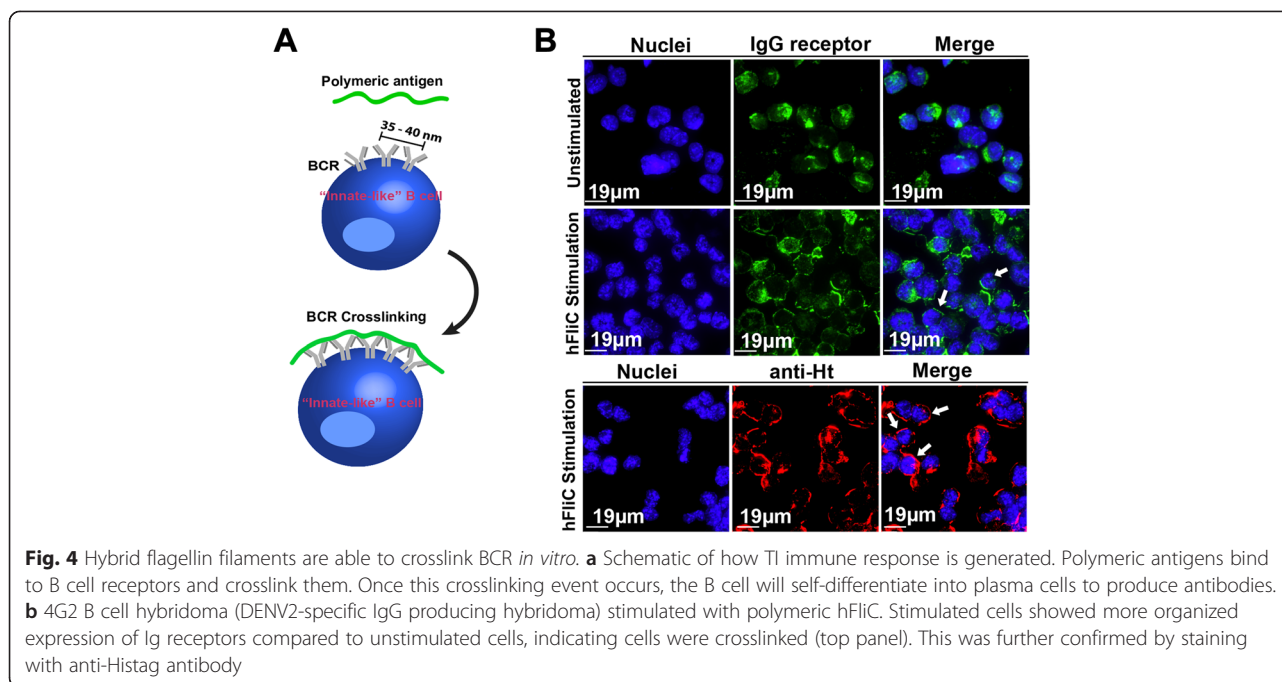 A
Polymeric antigen
35 - 40 nm
BCR
"Innate-like" B cell
BCR Crosslinking
"Innate-like" B cell
B
Nuclei IgG receptor Merge
Unstimulated
19µm 19µm 19µm
hFliC Stimulation
19µm 19µm 19µm
Nuclei anti-Ht Merge
hFliC Stimulation
19µm 19µm 19µm
Fig. 4 Hybrid flagellin filaments are able to crosslink BCR in vitro. a Schematic of how TI immune response is generated. Polymeric antigens bind
to B cell receptors and crosslink them. Once this crosslinking event occurs, the B cell will self-differentiate into plasma cells to produce antibodies.
b 4G2 B cell hybridoma (DENV2-specific IgG producing hybridoma) stimulated with polymeric hFliC. Stimulated cells showed more organized
expression of Ig receptors compared to unstimulated cells, indicating cells were crosslinked (top panel). This was further confirmed by staining
with anti-Histag antibody